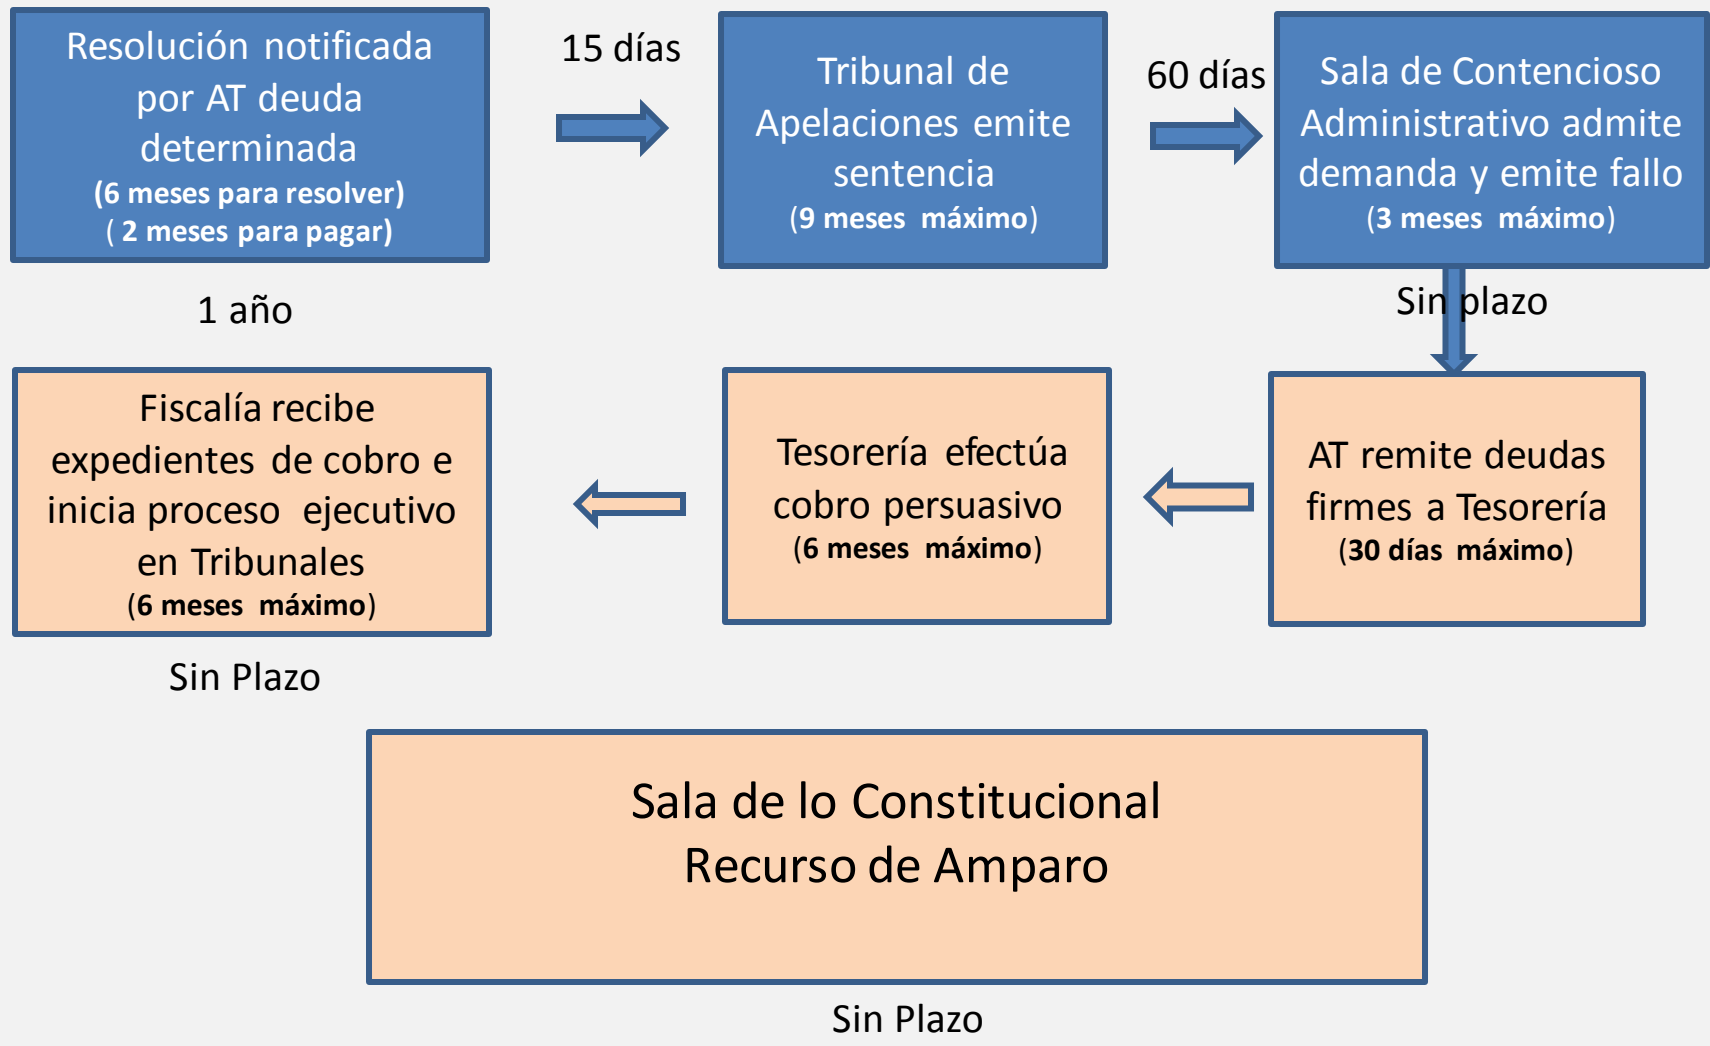 Resolución notificada
por AT deuda
determinada
(6 meses para resolver)
( 2 meses para pagar)
15 días
Tribunal de
Apelaciones emite
sentencia
(9 meses máximo)
60 días
Sala de Contencioso
Administrativo admite
demanda y emite fallo
(3 meses máximo)
1 año
Sin plazo
Fiscalía recibe
expedientes de cobro e
inicia proceso ejecutivo
en Tribunales
(6 meses máximo)
Tesorería efectúa
cobro persuasivo
(6 meses máximo)
AT remite deudas
firmes a Tesorería
(30 días máximo)
Sin Plazo
Sala de lo Constitucional
Recurso de Amparo
Sin Plazo